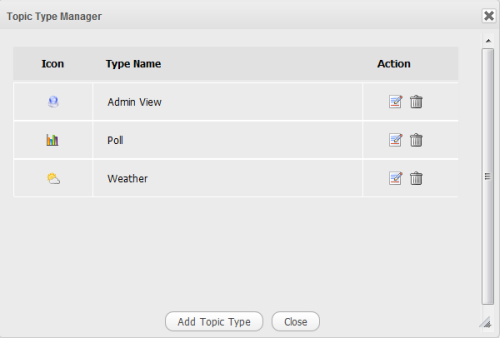 Topic Type Manager
Icon Type Name Action
Admin View
Poll
Weather
Add Topic Type Close